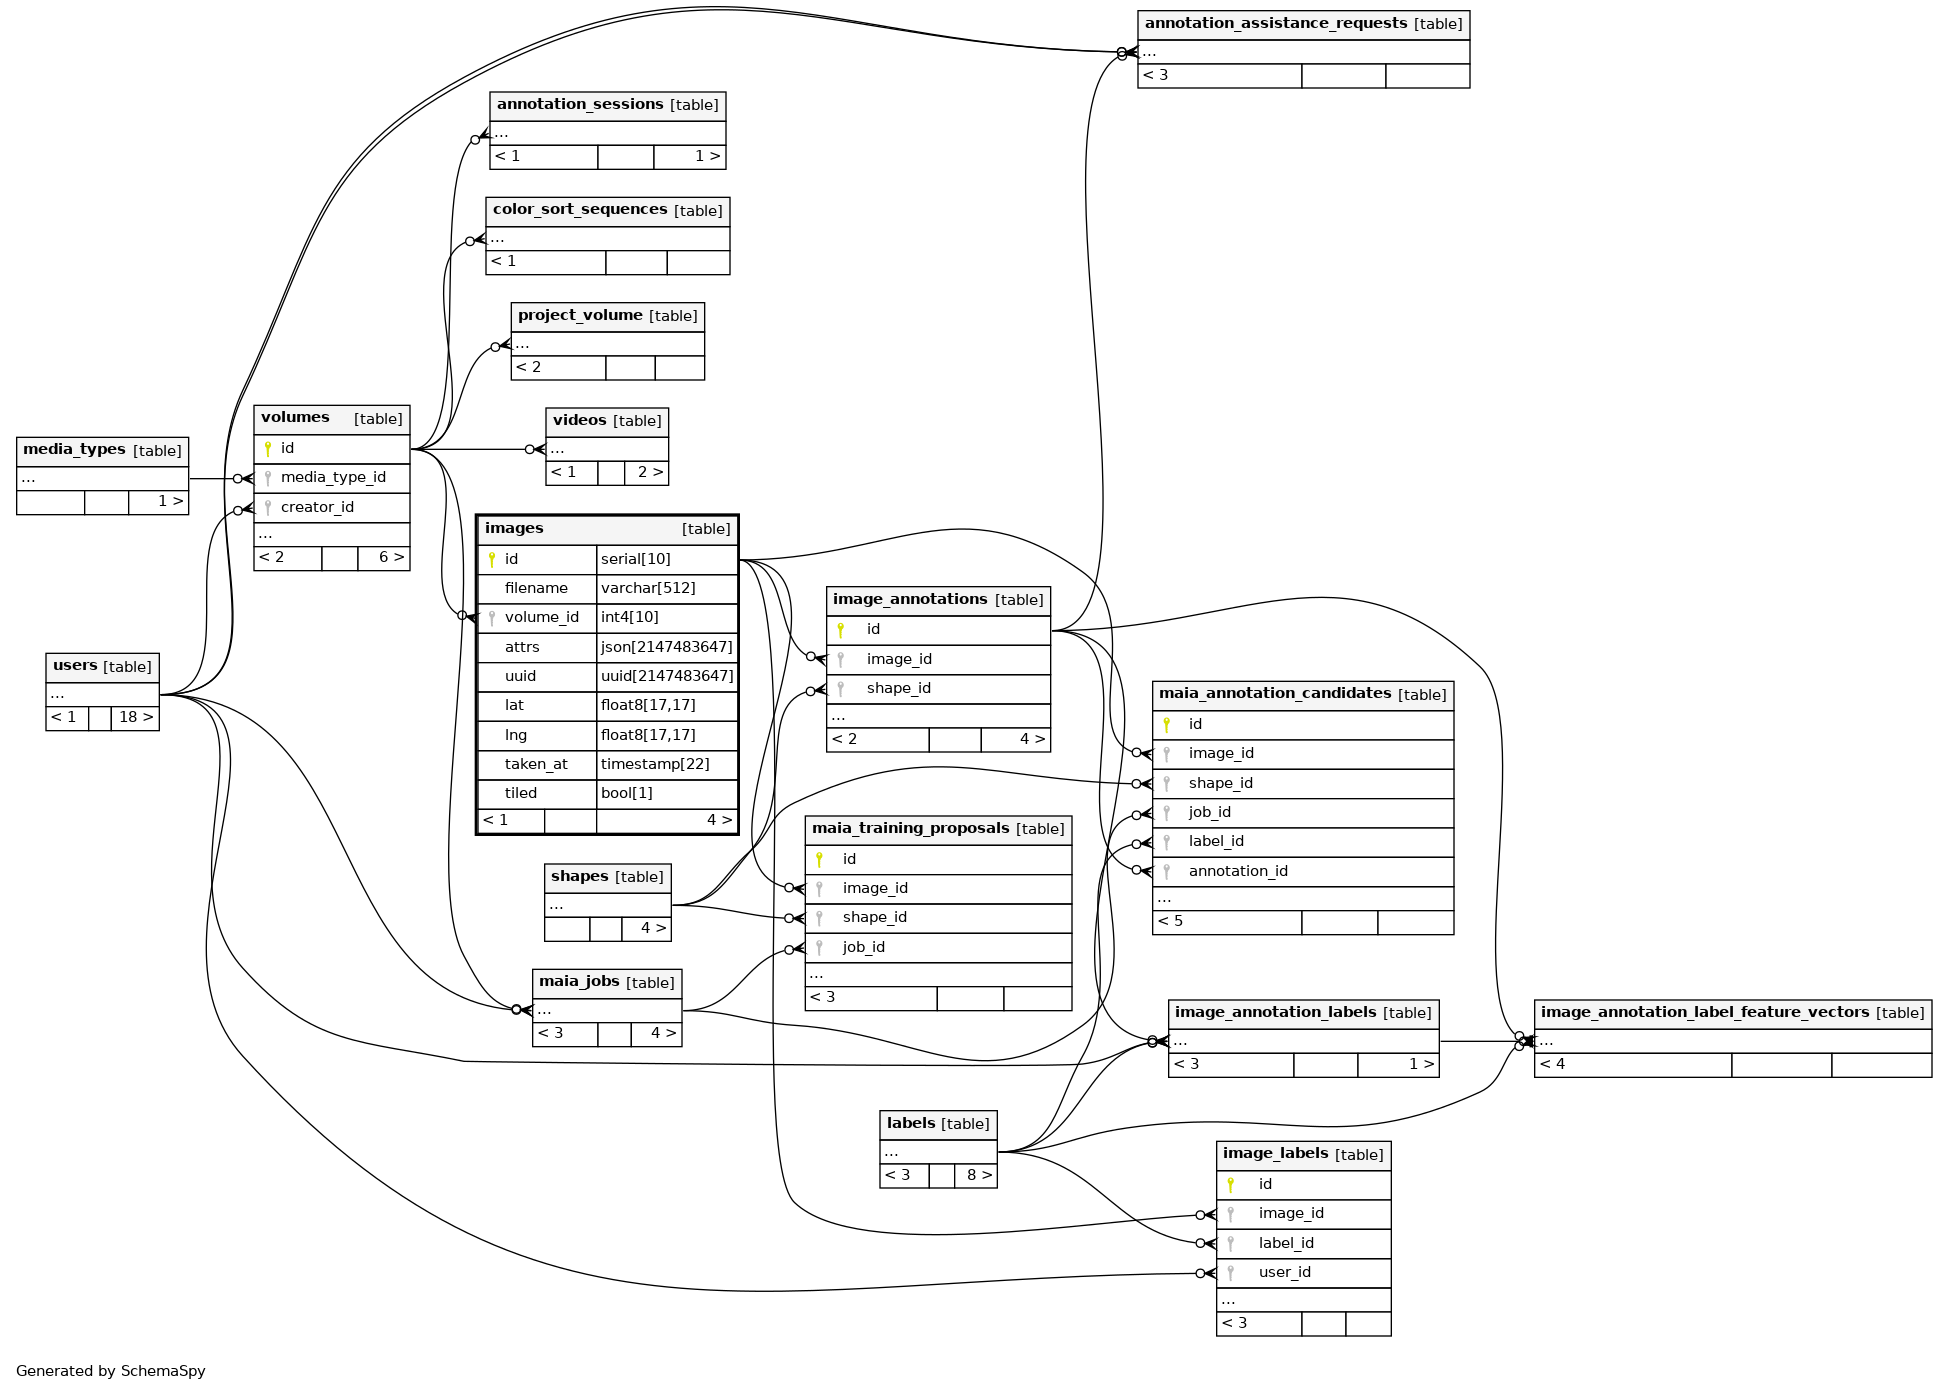 annotation_assistance_requests [table]
...
< 3
annotation_sessions [table]
...
< 1 1 >
color_sort_sequences [table]
...
< 1
project_volume [table]
...
< 2
videos [table]
...
< 1 2 >
volumes [table]
id
media_type_id
creator_id
...
< 2 6 >
media_types [table]
...
1 >
users [table]
...
< 1 18 >
images [table]
id serial[10]
filename varchar[512]
volume_id int4[10]
attrs json[2147483647]
uuid uuid[2147483647]
lat float8[17,17]
lng float8[17,17]
taken_at timestamp[22]
tiled bool[1]
< 1 4 >
image_annotations [table]
id
image_id
shape_id
...
< 2 4 >
maia_annotation_candidates [table]
id
image_id
shape_id
job_id
label_id
annotation_id
...
< 5
maia_training_proposals [table]
id
image_id
shape_id
job_id
...
< 3
shapes [table]
...
4 >
maia_jobs [table]
...
< 3 4 >
image_annotation_labels [table]
...
< 3 1 >
image_annotation_label_feature_vectors [table]
...
< 4
labels [table]
...
< 3 8 >
image_labels [table]
id
image_id
label_id
user_id
...
< 3
Generated by SchemaSpy